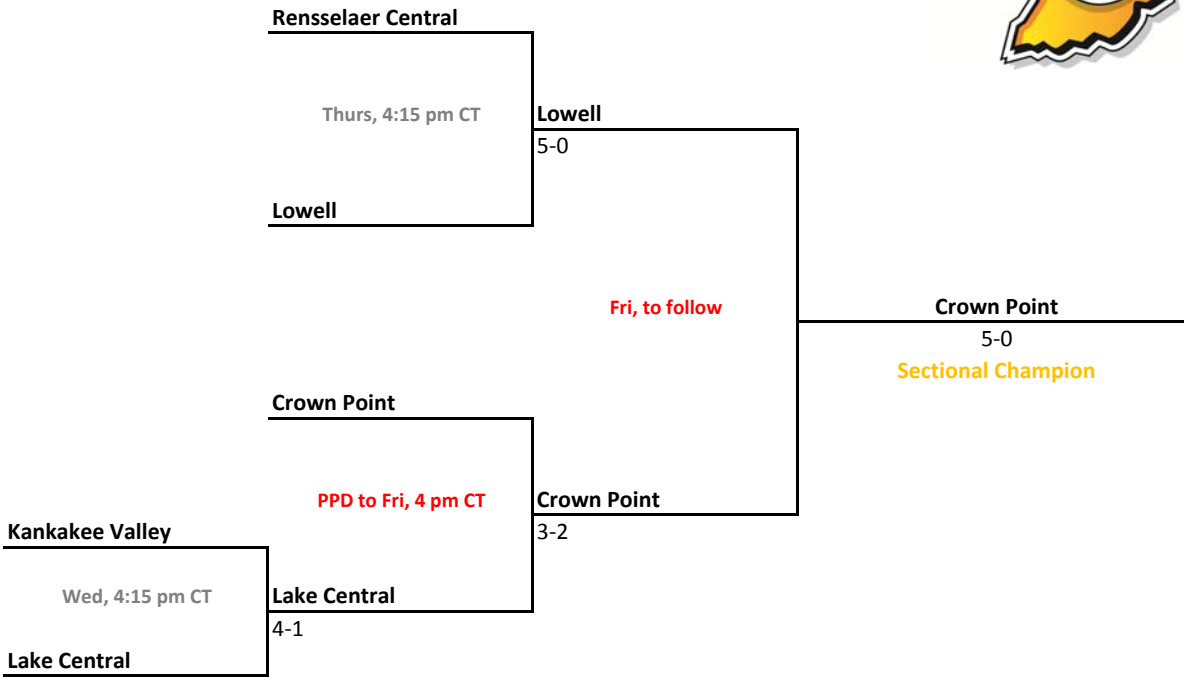 Rensselaer Central
Thurs, 4:15 pm CT
Lowell
5-0
Lowell
Fri, to follow
Crown Point
5-0
Sectional Champion
Crown Point
PPD to Fri, 4 pm CT
Crown Point
3-2
Kankakee Valley
Wed, 4:15 pm CT
Lake Central
4-1
Lake Central